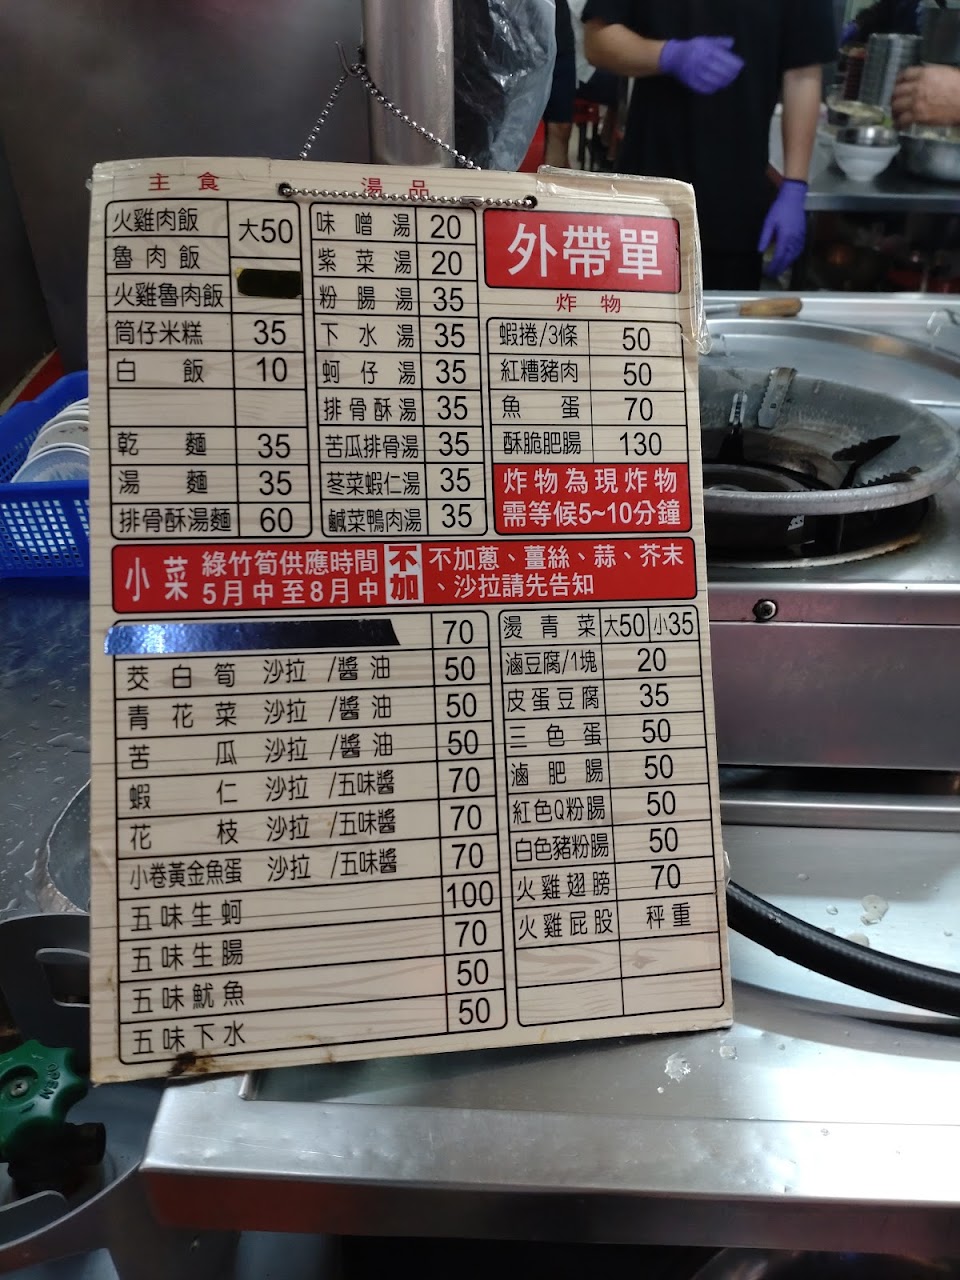 主食
火雞肉飯 大50
魯肉飯
火雞魯肉飯
筒仔米糕 35
白飯 10
乾麵 35
湯麵 35
排骨酥湯麵 60
湯品
味噌湯 20
紫菜湯 20
粉腸湯 35
下水湯 35
蚵仔湯 35
排骨酥湯 35
苦瓜排骨湯 35
莖菜蝦仁湯 35
鹹菜鴨肉湯 35
外帶單
炸物
蝦捲/3條 50
紅糟豬肉 50
魚蛋 70
酥脆肥腸 130
炸物為現炸物
需等候5~10分鐘
小菜
綠竹筍供應時間
5月中至8月中
不加
不加蔥、薑絲、蒜、芥末
、沙拉請先告知
70
茭白筍 沙拉 /醬油 50
青花菜 沙拉 /醬油 50
苦瓜 沙拉 /醬油 50
蝦仁 沙拉 /五味醬 70
花枝 沙拉 /五味醬 70
小卷黃金魚蛋 沙拉 /五味醬 70
五味生蚵 100
五味生腸 70
五味魷魚 50
五味下水 50
燙青菜 大50 小35
滷豆腐/1塊 20
皮蛋豆腐 35
三色蛋 50
滷肥腸 50
紅色Q粉腸 50
白色豬粉腸 50
火雞翅膀 70
火雞屁股 秤重
OPEN